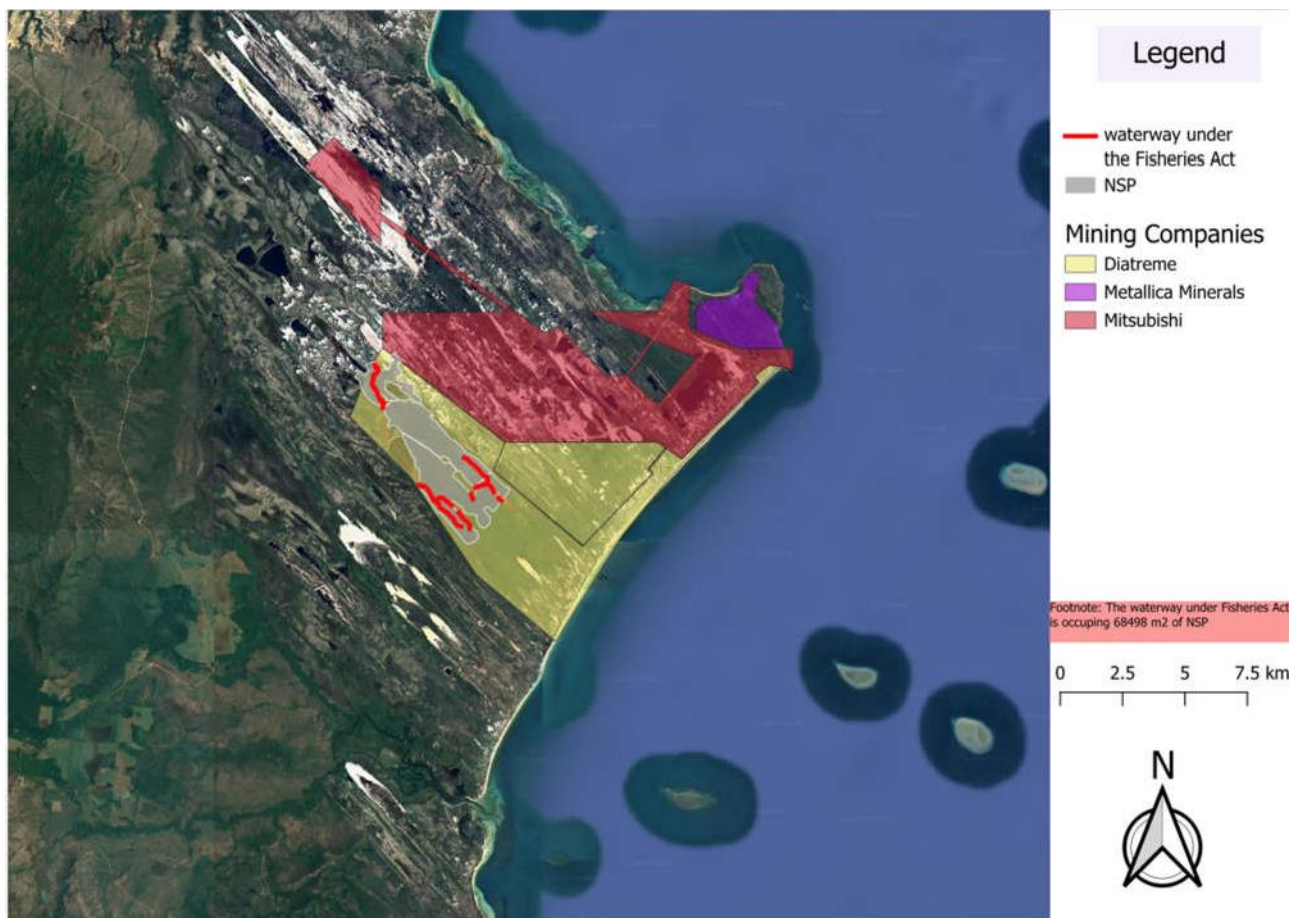 Legend
waterway under
the Fisheries Act
NSP
Mining Companies
Diatreme
Metallica Minerals
Mitsubishi
Footnote: The waterway under Fisheries Act
is occuping 68498 m2 of NSP
0 2.5 5 7.5 km
N